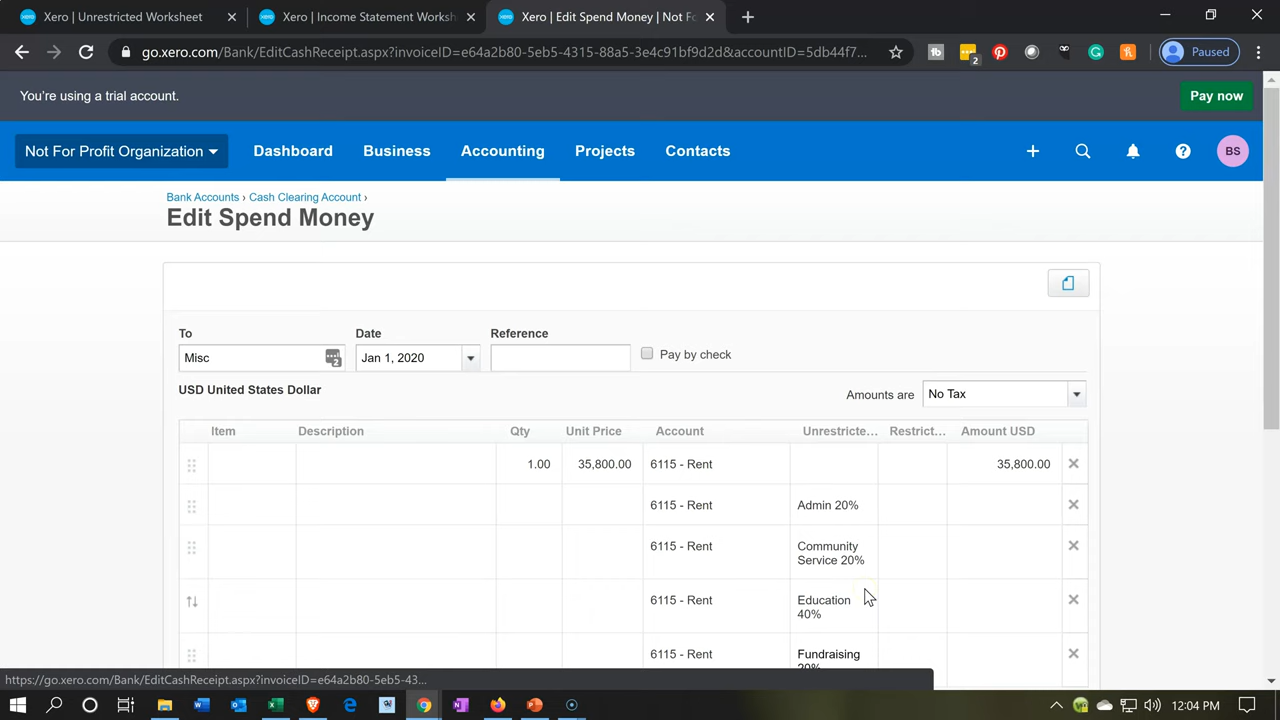 Xero | Unrestricted Worksheet
Xero | Income Statement Worksh
Xero | Edit Spend Money | Not Fo
go.xero.com/Bank/EditCashReceipt.aspx?invoiceID=e64a2b80-5eb5-4315-88a5-3e4c91bf9d2d&accountID=5db44f7...
2
Paused
You're using a trial account.
Pay now
Not For Profit Organization
Dashboard
Business
Accounting
Projects
Contacts
BS
Bank Accounts › Cash Clearing Account ›
Edit Spend Money
To
Date
Reference
Misc
2
Jan 1, 2020
Pay by check
USD United States Dollar
Amounts are
No Tax
Item Description Qty Unit Price Account Unrestricte... Restrict... Amount USD
1.00 35,800.00 6115 - Rent 35,800.00
6115 - Rent Admin 20%
6115 - Rent Community
Service 20%
6115 - Rent Education
40%
6115 - Rent Fundraising
20%
https://go.xero.com/Bank/EditCashReceipt.aspx?invoiceID=e64a2b80-5eb5-43...
12:04 PM